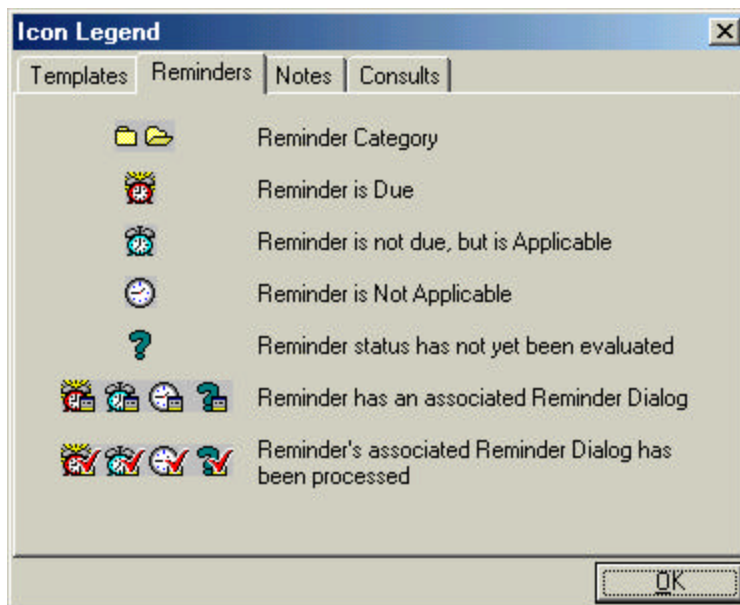 Icon Legend
Templates Reminders Notes Consults
Reminder Category
Reminder is Due
Reminder is not due, but is Applicable
Reminder is Not Applicable
Reminder status has not yet been evaluated
Reminder has an associated Reminder Dialog
Reminder's associated Reminder Dialog has
been processed
OK